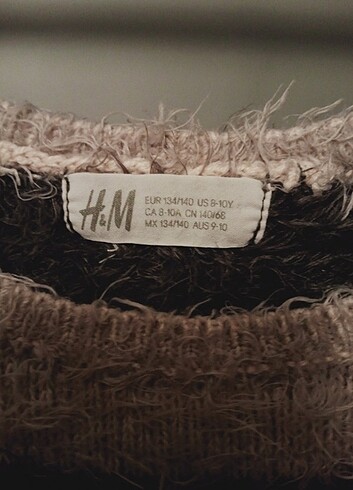 H&M
EUR 134/140 US 8-10Y
CA 8-10A CN 140/68
MX 134/140 AUS 9-10